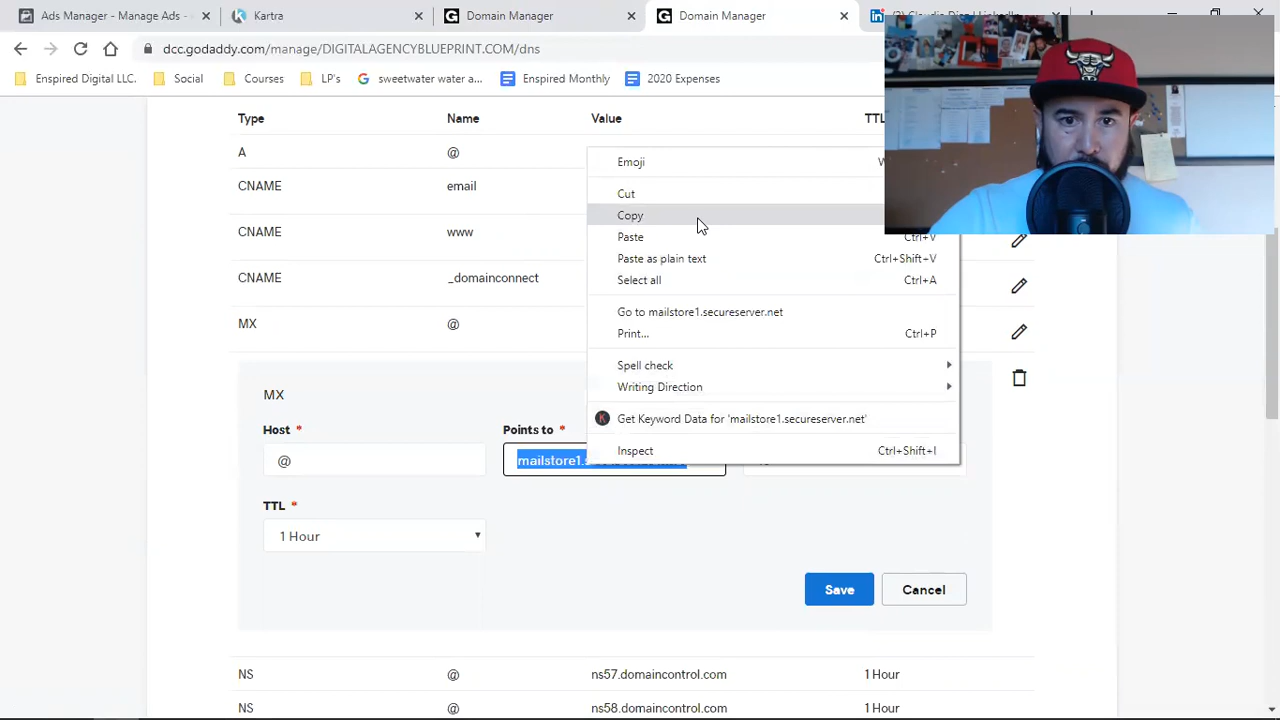 Ads Manager - Manage Ads
Kartra
Domain Manager
Domain Manager
dcc.godaddy.com/manage/DIGITALAGENCYBLUEPRINT.COM/dns
Enspired Digital LLC.
Social
Courses
LP's
sweetwater wa a...
Enspired Monthly
2020 Expenses
Type Name Value TTL
A @
CNAME email
CNAME www
CNAME _domainconnect
MX @
Emoji
Cut
Copy
Paste Ctrl+V
Paste as plain text Ctrl+Shift+V
Select all Ctrl+A
Go to mailstore1.secureserver.net
Print... Ctrl+P
Spell check
Writing Direction
Get Keyword Data for 'mailstore1.secureserver.net'
Inspect Ctrl+Shift+I
MX
Host * Points to *
@ mailstore1.
TTL *
1 Hour
Save Cancel
NS @ ns57.domaincontrol.com 1 Hour
NS @ ns58.domaincontrol.com 1 Hour